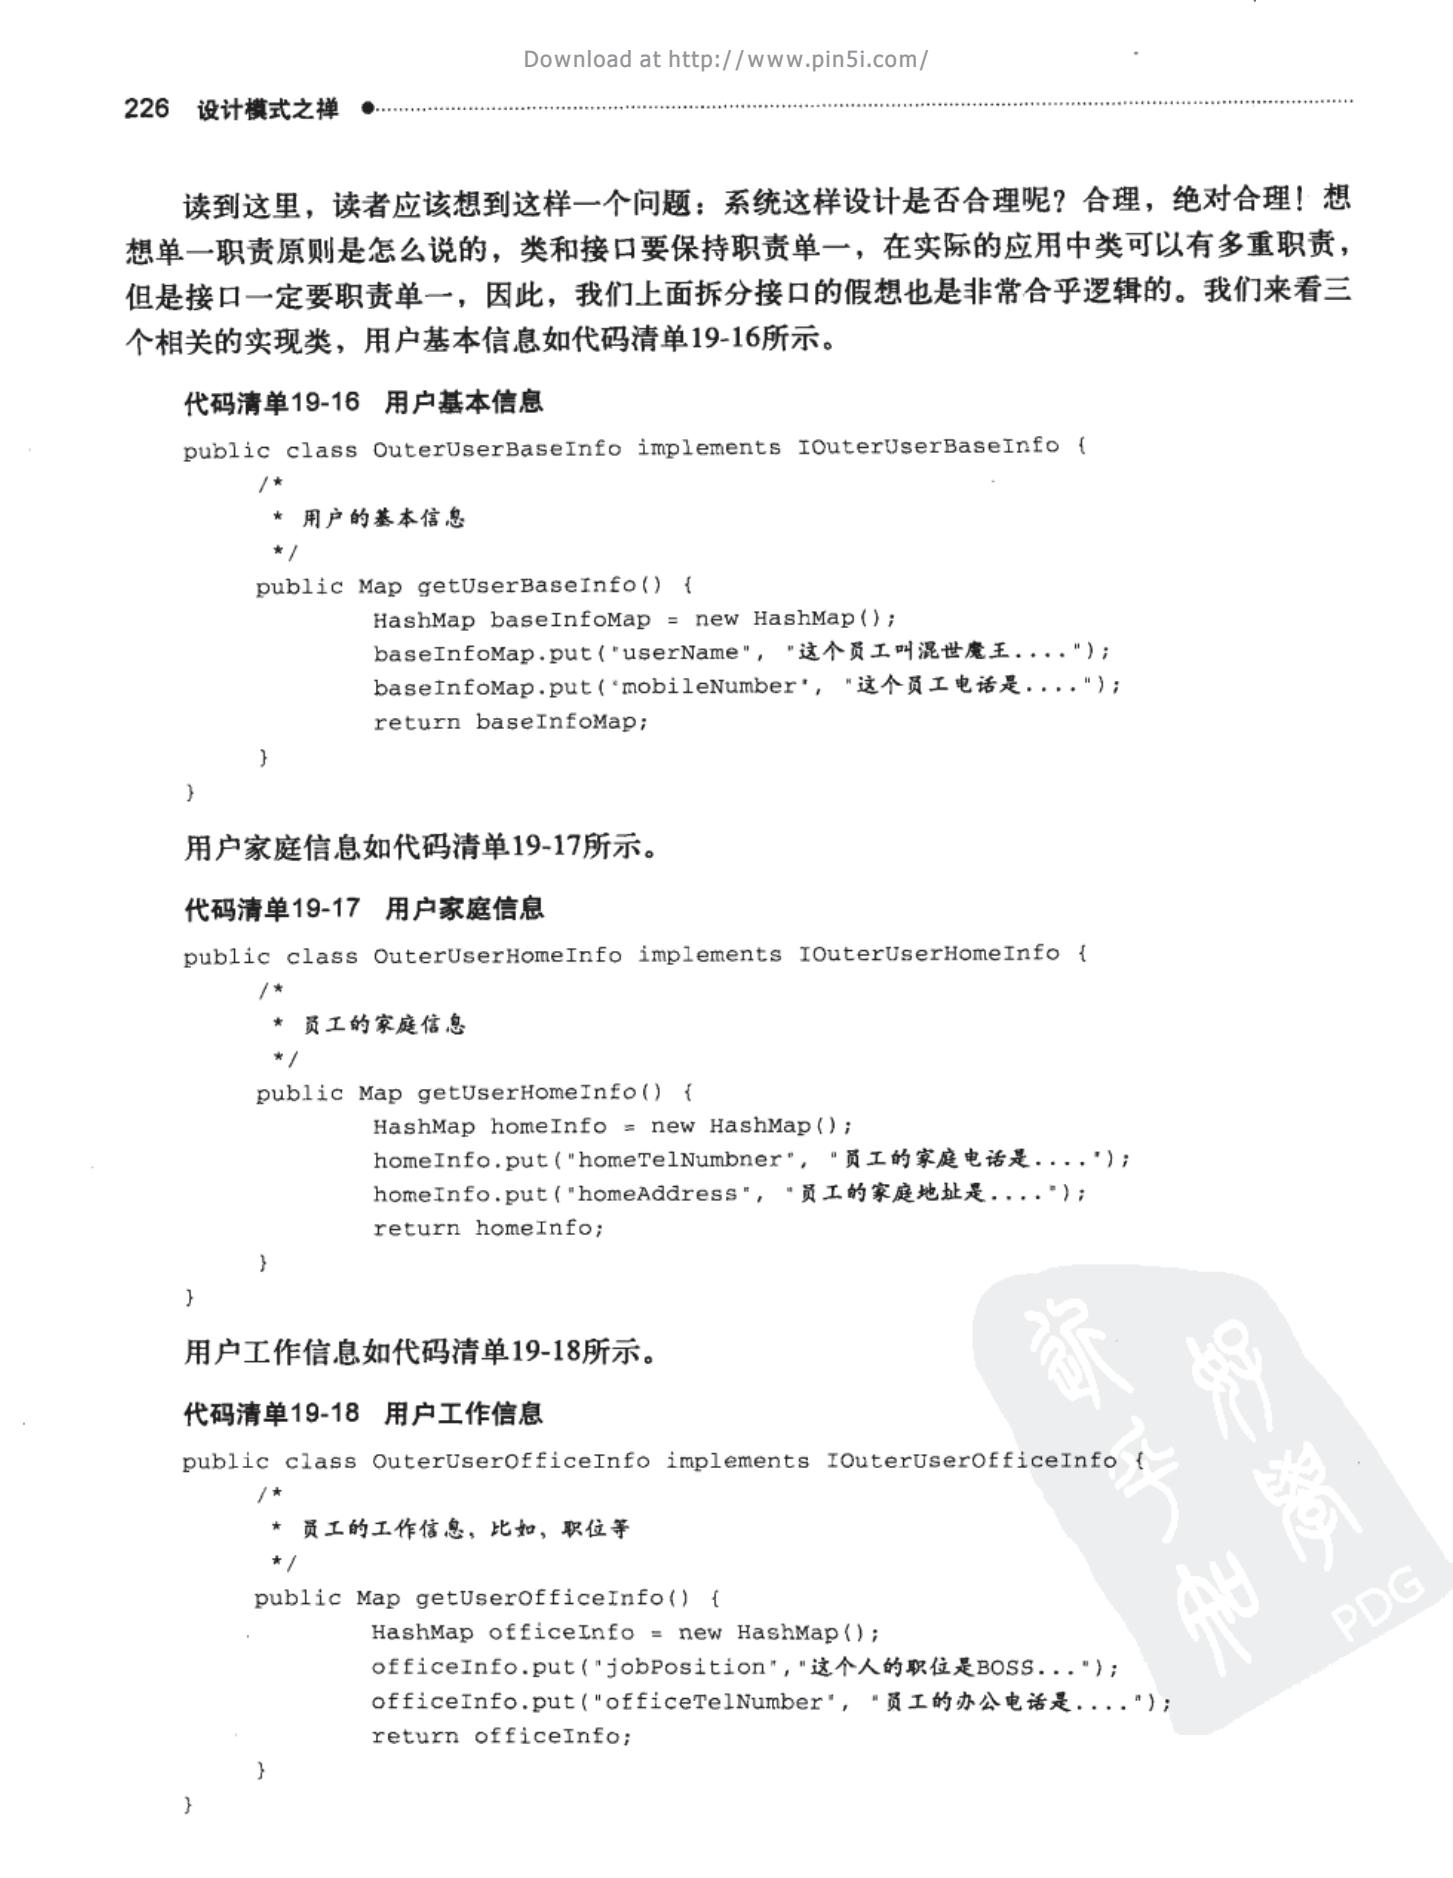 Download at http://www.pin5i.com/
226 设计模式之禅
读到这里，读者应该想到这样一个问题：系统这样设计是否合理呢？合理，绝对合理！想
想单一职责原则是怎么说的，类和接口要保持职责单一，在实际的应用中类可以有多重职责，
但是接口一定要职责单一，因此，我们上面拆分接口的假想也是非常合乎逻辑的。我们来看三
个相关的实现类，用户基本信息如代码清单19-16所示。
代码清单19-16 用户基本信息
public class OuterUserBaseInfo implements IOuterUserBaseInfo {
/*
* 用户的基本信息
*/
public Map getUserBaseInfo() {
HashMap baseInfoMap = new HashMap();
baseInfoMap.put("userName", "这个员工叫混世魔王....");
baseInfoMap.put("mobileNumber", "这个员工电话是....");
return baseInfoMap;
}
}
用户家庭信息如代码清单19-17所示。
代码清单19-17 用户家庭信息
public class OuterUserHomeInfo implements IOuterUserHomeInfo {
/*
* 员工的家庭信息
*/
public Map getUserHomeInfo() {
HashMap homeInfo = new HashMap();
homeInfo.put("homeTelNumbner", "员工的家庭电话是....");
homeInfo.put("homeAddress", "员工的家庭地址是....");
return homeInfo;
}
}
用户工作信息如代码清单19-18所示。
代码清单19-18 用户工作信息
public class OuterUserOfficeInfo implements IOuterUserOfficeInfo {
/*
* 员工的工作信息，比如，职位等
*/
public Map getUserOfficeInfo() {
HashMap officeInfo = new HashMap();
officeInfo.put("jobPosition","这个人的职位是BOSS...");
officeInfo.put("officeTelNumber", "员工的办公电话是....");
return officeInfo;
}
}
PDG